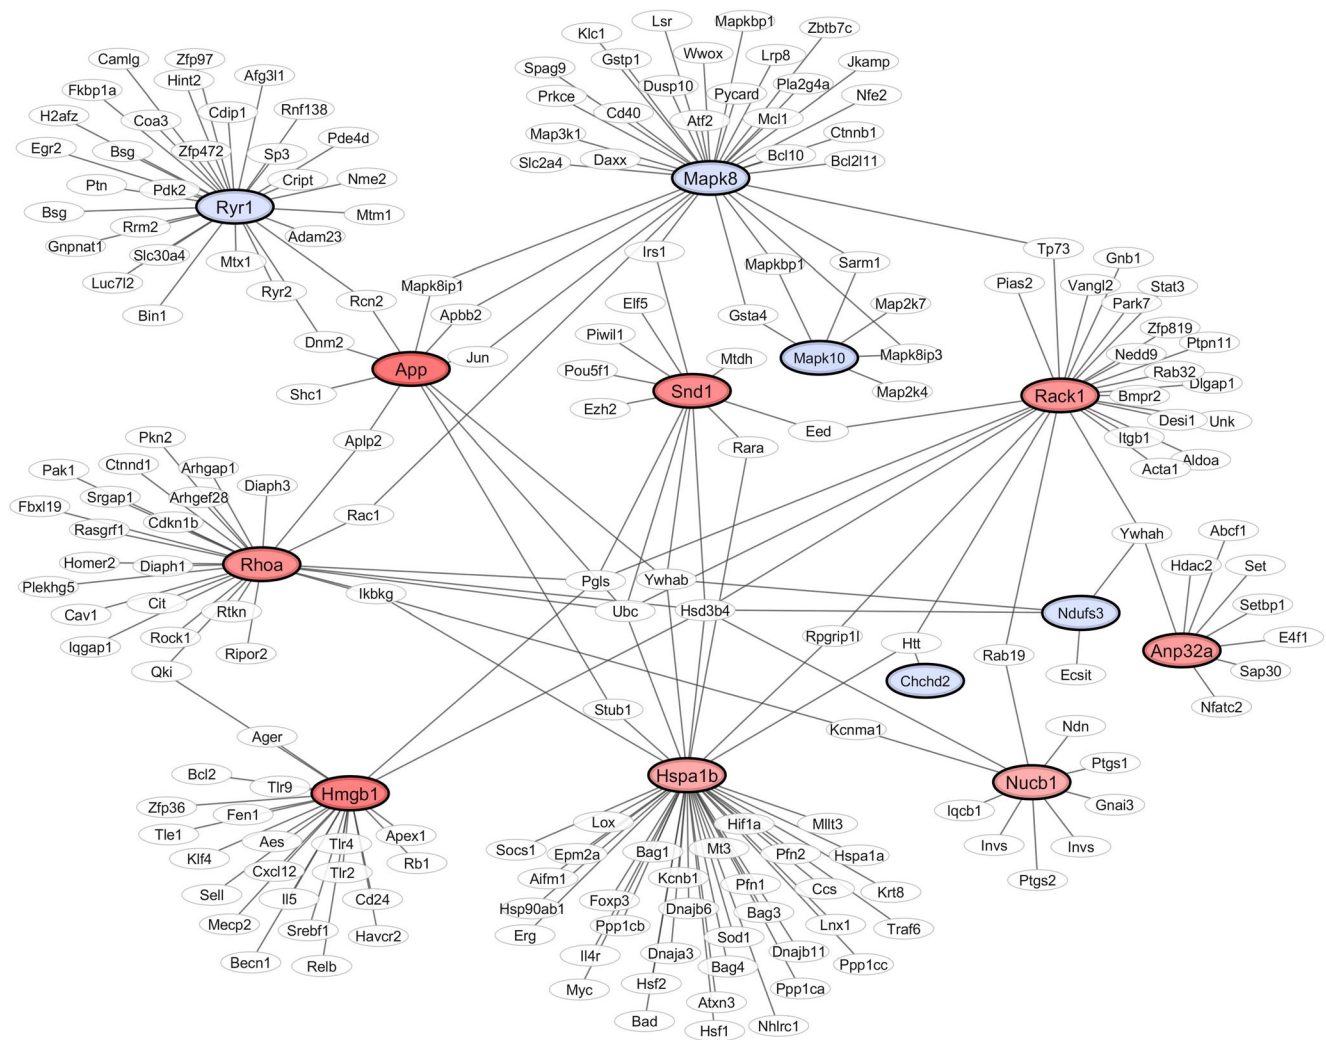 Lsr
Mapkbp1
Zbtb7c
Klc1
Camlg
Zfp97
Gstp1
Wwox
Lrp8
Jkamp
Hint2
Afg3l1
Spag9
Fkbp1a
Dusp10
Pla2g4a
Pycard
Prkce
Nfe2
H2afz
Coa3
Cdip1
Rnf138
Cd40
Atf2
Mcl1
Map3k1
Ctnnb1
Egr2
Bsg
Zfp472
Sp3
Pde4d
Slc2a4
Daxx
Bcl10
Bcl2l11
Ptn
Pdk2
Cript
Nme2
Mapk8
Bsg
Ryr1
Mtm1
Gnpnat1
Rrm2
Adam23
Slc30a4
Mtx1
Irs1
Tp73
Luc7l2
Mapkbp1
Sarm1
Gnb1
Ryr2
Mapk8ip1
Pias2
Vangl2
Stat3
Bin1
Rcn2
Elf5
Map2k7
Park7
Apbb2
Gsta4
Piwil1
Zfp819
Dnm2
Jun
Mapk10
Mapk8ip3
Nedd9
Ptpn11
App
Pou5f1
Mtdh
Rab32
Shc1
Snd1
Map2k4
Rack1
Dlgap1
Bmpr2
Ezh2
Desi1
Unk
Pkn2
Aplp2
Rara
Eed
Itgb1
Pak1
Ctnnd1
Arhgap1
Acta1
Aldoa
Srgap1
Arhgef28
Diaph3
Fbxl19
Rasgrf1
Cdkn1b
Rac1
Ywhah
Abcf1
Homer2
Diaph1
Rhoa
Hdac2
Set
Plekhg5
Ikbkg
Pgls
Ywhab
Cav1
Cit
Rtkn
Ubc
Hsd3b4
Ndufs3
Setbp1
Iqgap1
Rock1
Ripor2
Rpgrip1l
Htt
Rab19
Anp32a
E4f1
Qki
Chchd2
Ecsit
Sap30
Stub1
Nfatc2
Ager
Kcnma1
Ndn
Bcl2
Tlr9
Hmgb1
Hspa1b
Nucb1
Ptgs1
Zfp36
Fen1
Iqcb1
Gnai3
Tle1
Aes
Tlr4
Apex1
Lox
Hif1a
Mllt3
Klf4
Cxcl12
Rb1
Socs1
Epm2a
Bag1
Mt3
Pfn2
Hspa1a
Invs
Invs
Sell
Tlr2
Aifm1
Kcnb1
Pfn1
Ccs
Krt8
Ptgs2
Mecp2
Il5
Cd24
Hsp90ab1
Foxp3
Dnajb6
Bag3
Srebf1
Havcr2
Erg
Ppp1cb
Sod1
Lnx1
Traf6
Becn1
Relb
Il4r
Dnaja3
Bag4
Dnajb11
Ppp1cc
Myc
Hsf2
Ppp1ca
Bad
Atxn3
Hsf1
Nhlrc1